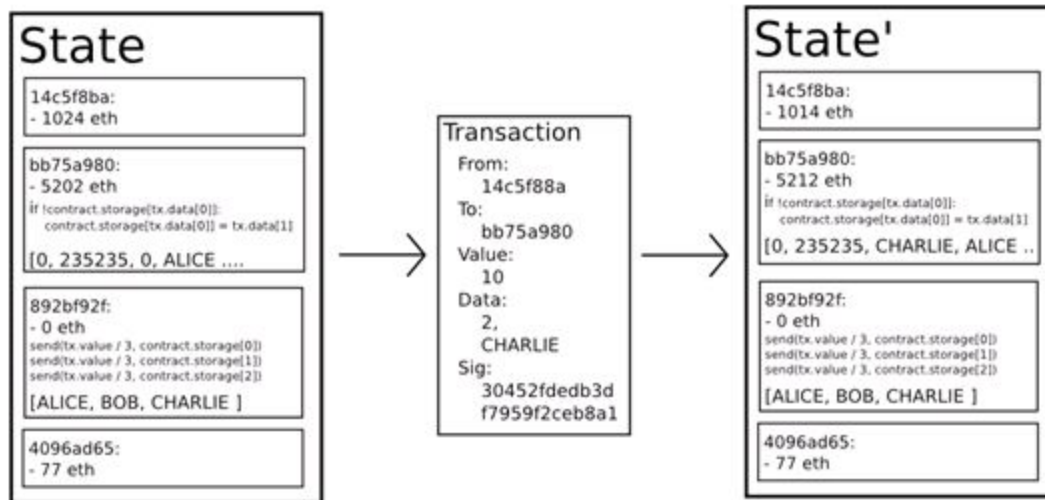 State
14c5f8ba:
- 1024 eth
bb75a980:
- 5202 eth
if !contract.storage[tx.data[0]]:
contract.storage[tx.data[0]] = tx.data[1]
[0, 235235, 0, ALICE ....
892bf92f:
- 0 eth
send(tx.value / 3, contract.storage[0])
send(tx.value / 3, contract.storage[1])
send(tx.value / 3, contract.storage[2])
[ALICE, BOB, CHARLIE ]
4096ad65:
- 77 eth
Transaction
From:
14c5f88a
To:
bb75a980
Value:
10
Data:
2,
CHARLIE
Sig:
30452fdedb3d
f7959f2ceb8a1
State'
14c5f8ba:
- 1014 eth
bb75a980:
- 5212 eth
if !contract.storage[tx.data[0]]:
contract.storage[tx.data[0]] = tx.data[1]
[0, 235235, CHARLIE, ALICE ..
892bf92f:
- 0 eth
send(tx.value / 3, contract.storage[0])
send(tx.value / 3, contract.storage[1])
send(tx.value / 3, contract.storage[2])
[ALICE, BOB, CHARLIE ]
4096ad65:
- 77 eth